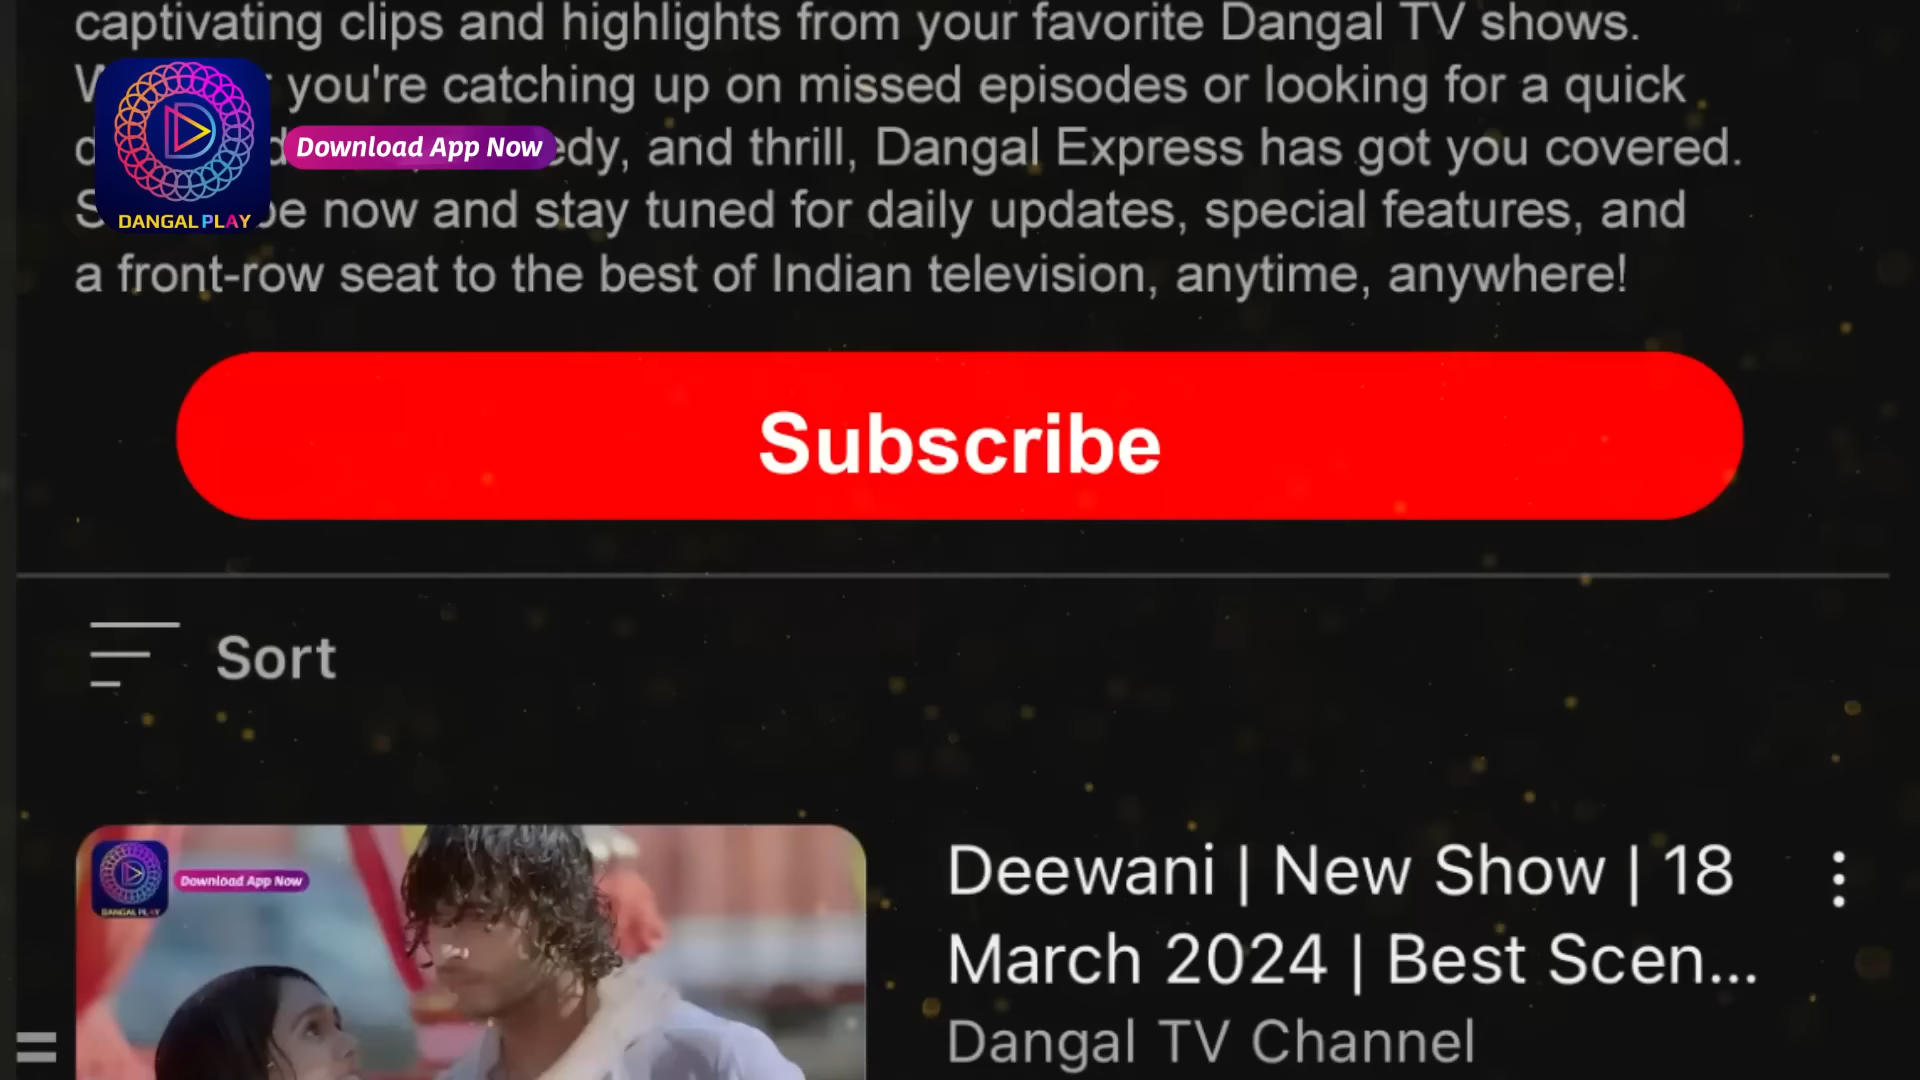 captivating clips and highlights from your favorite Dangal TV shows.
you're catching up on missed episodes or looking for a quick
and thrill, Dangal Express has got you covered.
now and stay tuned for daily updates, special features, and
a front-row seat to the best of Indian television, anytime, anywhere!
Download App Now
DANGAL PLAY
Subscribe
Sort
Download App Now
DANGAL PLAY
Deewani | New Show | 18
March 2024 | Best Scen...
Dangal TV Channel